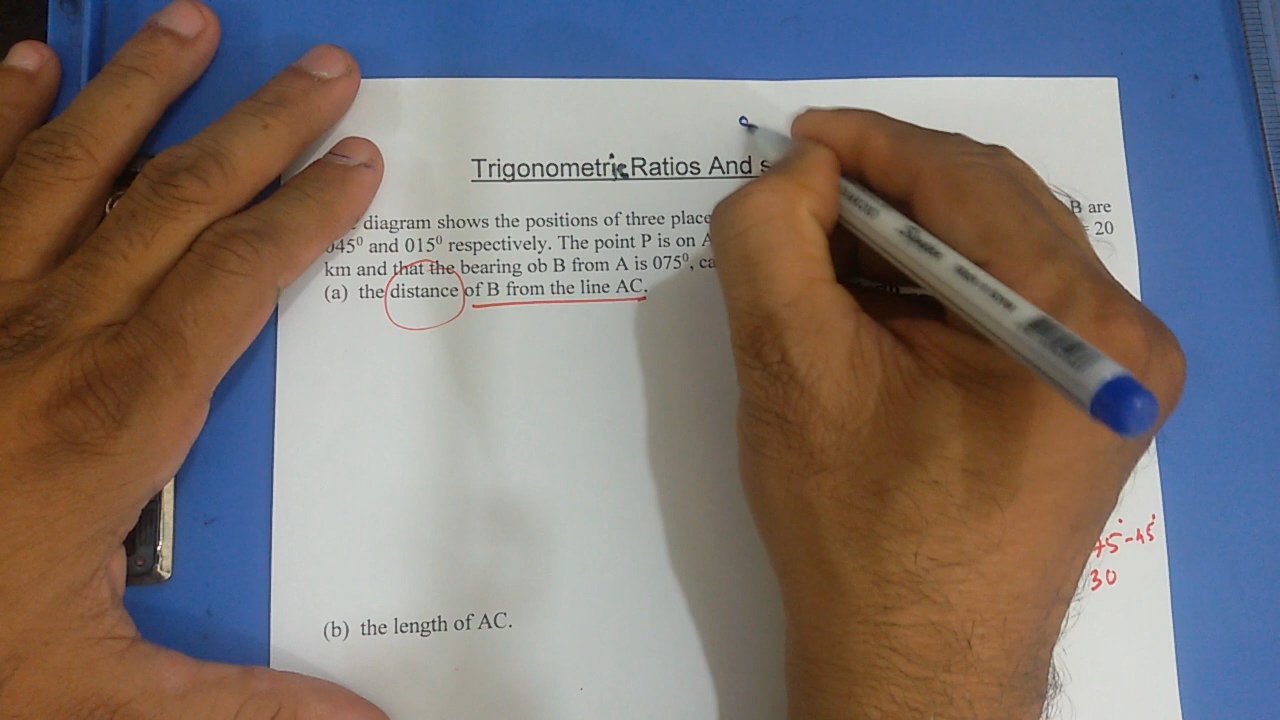 Trigonometric Ratios And s
diagram shows the positions of three place B are
045⁰ and 015⁰ respectively. The point P is on A = 20
km and that the bearing ob B from A is 075⁰, ca
(a) the distance of B from the line AC.
75°-45°
30
(b) the length of AC.